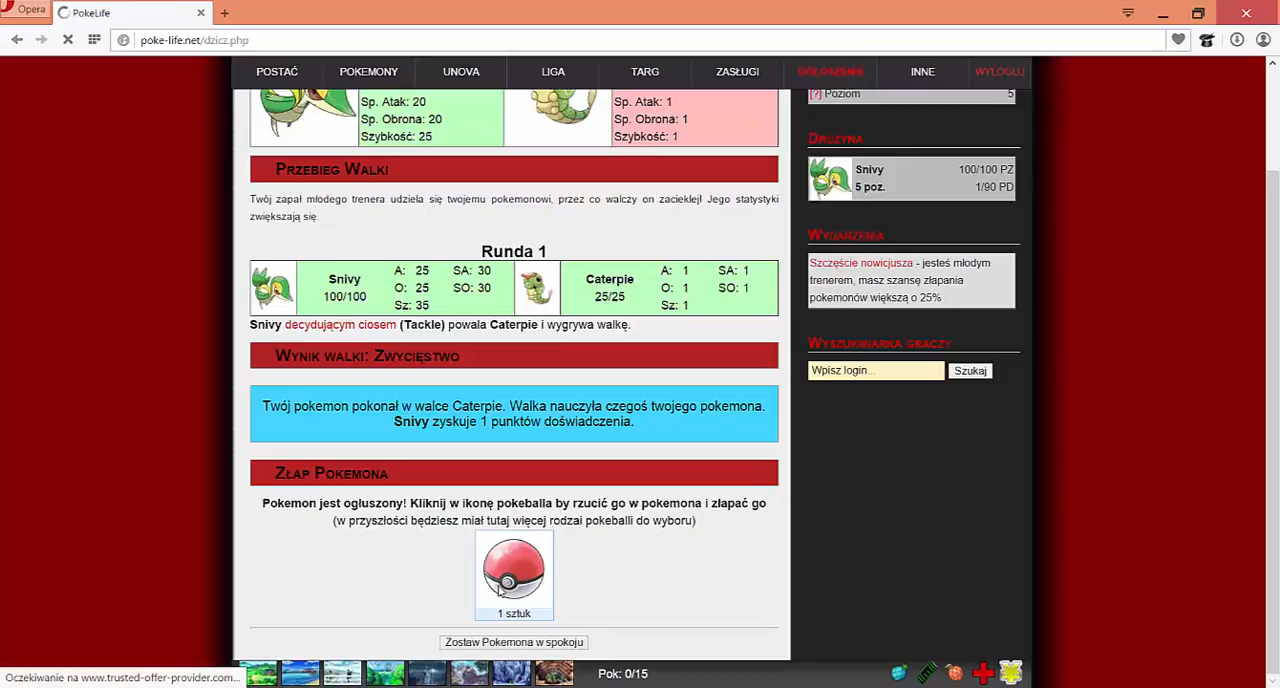 Opera
PokeLife
poke-life.net/dzicz.php
POSTAĆ POKEMONY UNOVA LIGA TARG ZASŁUGI OGŁOSZENIE INNE WYLOGUJ
Sp. Atak: 20
Sp. Obrona: 20
Szybkość: 25
Sp. Atak: 1
Sp. Obrona: 1
Szybkość: 1
Przebieg Walki
Twój zapał młodego trenera udziela się twojemu pokemonowi, przez co walczy on zacieklej! Jego statystyki
zwiększają się.
Runda 1
Snivy
100/100
A: 25 SA: 30
O: 25 SO: 30
Sz: 35
Caterpie
25/25
A: 1 SA: 1
O: 1 SO: 1
Sz: 1
Snivy decydującym ciosem (Tackle) powala Caterpie i wygrywa walkę.
Wynik walki: Zwycięstwo
Twój pokemon pokonał w walce Caterpie. Walka nauczyła czegoś twojego pokemona.
Snivy zyskuje 1 punktów doświadczenia.
Złap Pokemona
Pokemon jest ogłuszony! Kliknij w ikonę pokeballa by rzucić go w pokemona i złapać go
(w przyszłości będziesz miał tutaj więcej rodzai pokeballi do wyboru)
1 sztuk
Zostaw Pokemona w spokoju
Pok: 0/15
[?] Poziom 5
Drużyna
Snivy 100/100 PŻ
5 poz. 1/90 PD
Wydarzenia
Szczęście nowicjusza - jesteś młodym
trenerem, masz szansę złapania
pokemonów większą o 25%
Wyszukiwarka graczy
Wpisz login... Szukaj
Oczekiwanie na www.trusted-offer-provider.com...